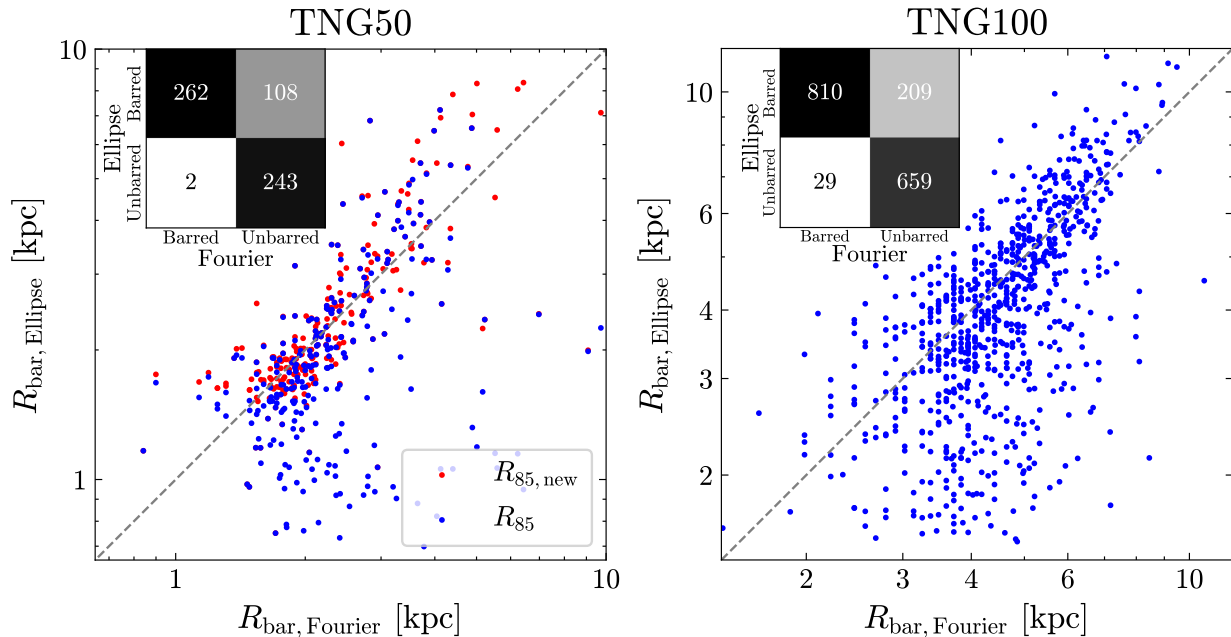 TNG50
TNG100
10
1
R_bar, Ellipse [kpc]
Ellipse
Barred
Unbarred
262 108
2 243
Barred Unbarred
Fourier
R_85, new
R_85
1 10
R_bar, Fourier [kpc]
10
6
4
3
2
R_bar, Ellipse [kpc]
Ellipse
Barred
Unbarred
810 209
29 659
Barred Unbarred
Fourier
2 3 4 6 10
R_bar, Fourier [kpc]